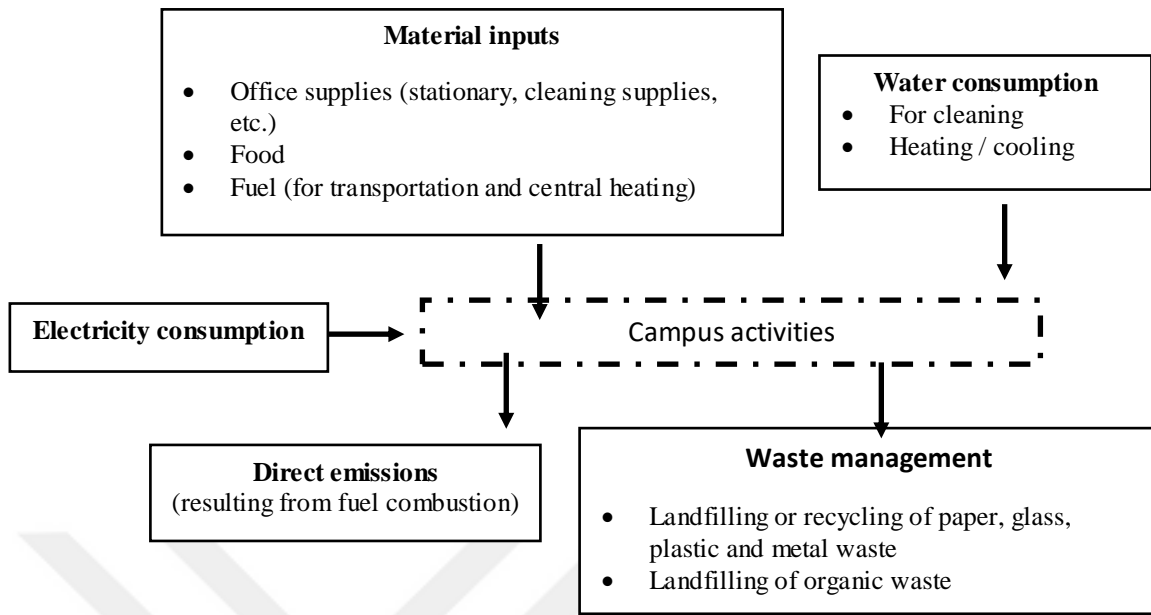 Material inputs
• Office supplies (stationary, cleaning supplies,
etc.)
• Food
• Fuel (for transportation and central heating)
Water consumption
• For cleaning
• Heating / cooling
Electricity consumption
Campus activities
Direct emissions
(resulting from fuel combustion)
Waste management
• Landfilling or recycling of paper, glass,
plastic and metal waste
• Landfilling of organic waste